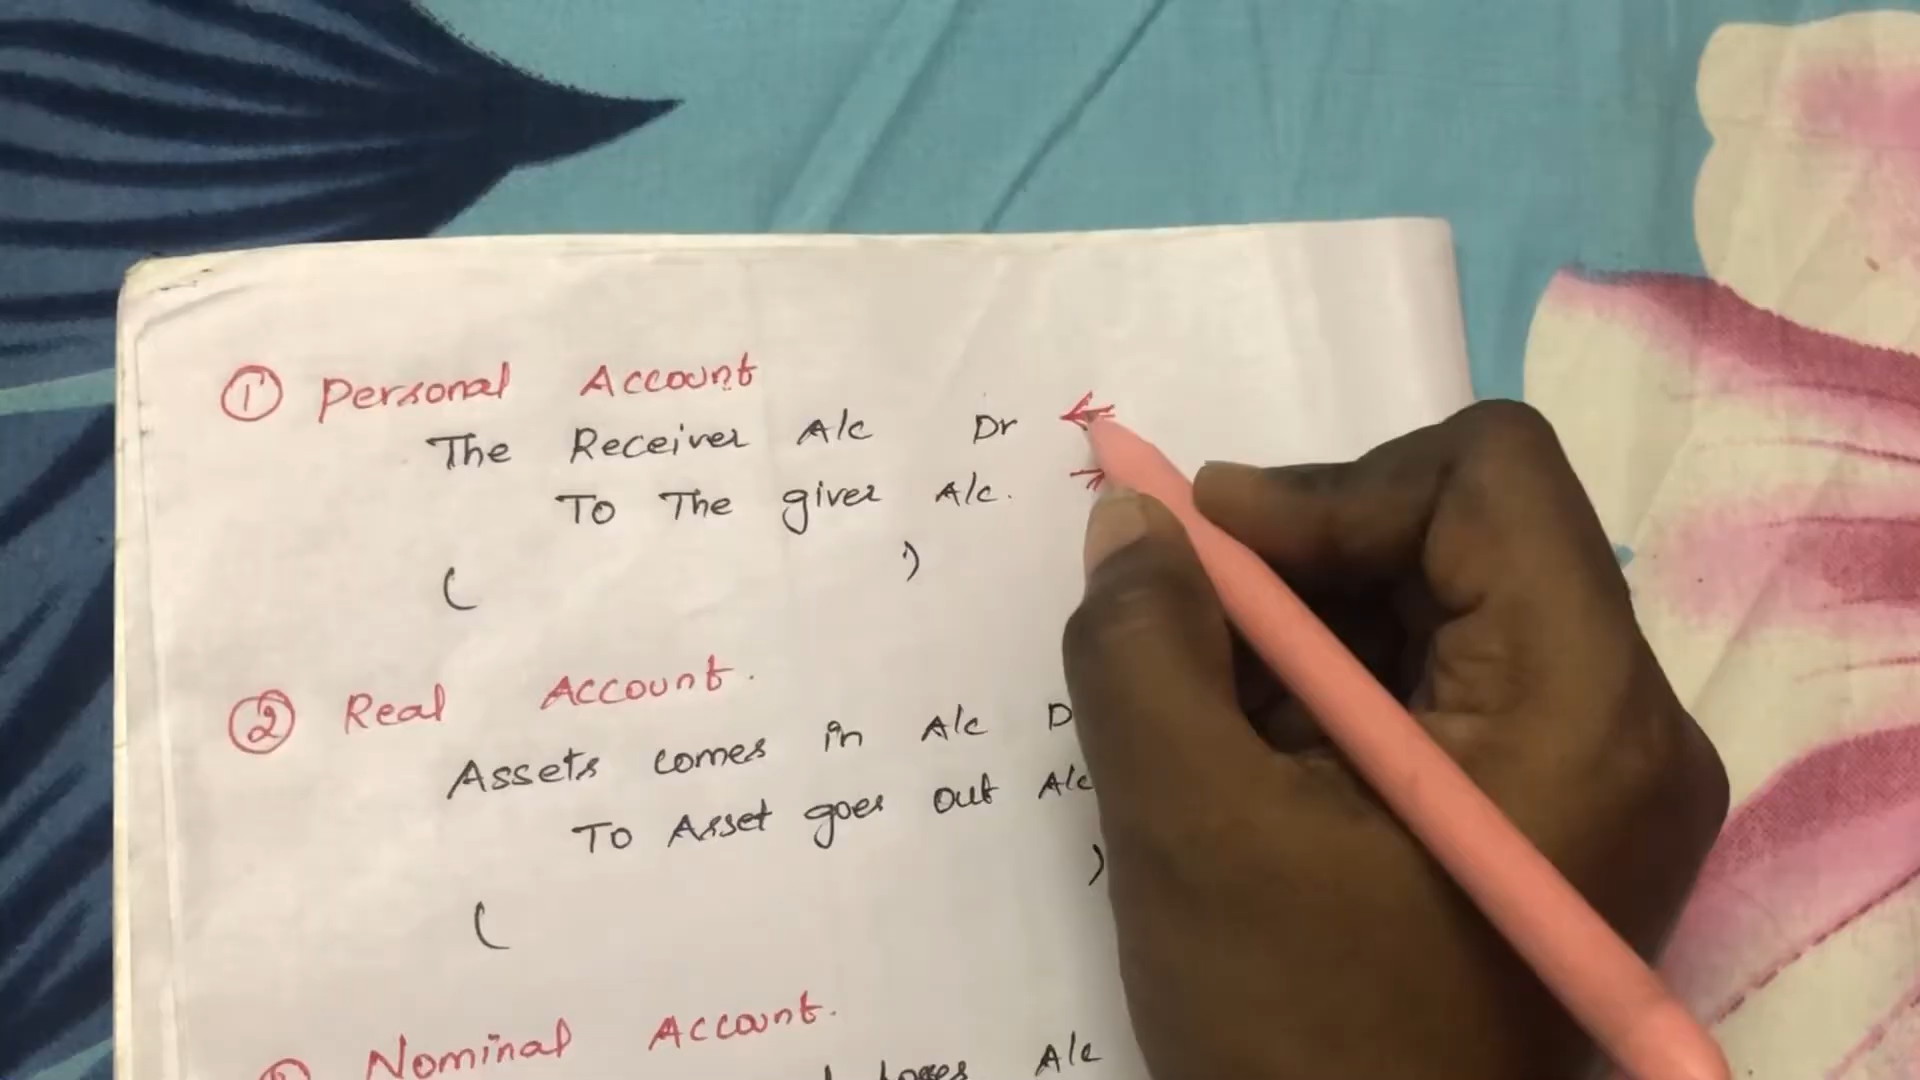 ① Personal Account
The Receiver A/c Dr ←
To The giver A/c. →
( )
② Real Account.
Assets comes in A/c D
To Asset goes out A/c
( )
Nominal Account.
losses A/c